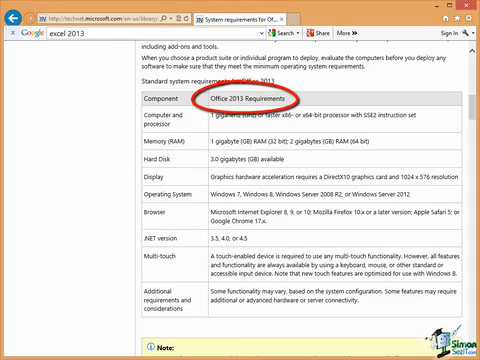 http://technet.microsoft.com/en-us/library/
System requirements for Of...
Google
excel 2013
Search
Share
More »
Sign In
including add-ons and tools.
When you choose a product suite or individual program to deploy, evaluate the computers before you deploy any
software to make sure that they meet the minimum operating system requirements.
Standard system requirements for Office 2013
Component
Office 2013 Requirements
Computer and
processor
1 gigahertz (Ghz) or faster x86- or x64-bit processor with SSE2 instruction set
Memory (RAM)
1 gigabyte (GB) RAM (32 bit); 2 gigabytes (GB) RAM (64 bit)
Hard Disk
3.0 gigabytes (GB) available
Display
Graphics hardware acceleration requires a DirectX10 graphics card and 1024 x 576 resolution
Operating System
Windows 7, Windows 8, Windows Server 2008 R2, or Windows Server 2012
Browser
Microsoft Internet Explorer 8, 9, or 10; Mozilla Firefox 10.x or a later version; Apple Safari 5; or
Google Chrome 17.x.
.NET version
3.5, 4.0, or 4.5
Multi-touch
A touch-enabled device is required to use any multi-touch functionality. However, all features
and functionality are always available by using a keyboard, mouse, or other standard or
accessible input device. Note that new touch features are optimized for use with Windows 8.
Additional
requirements and
considerations
Some functionality may vary, based on the system configuration. Some features may require
additional or advanced hardware or server connectivity.
Note:
Simon
Sez IT